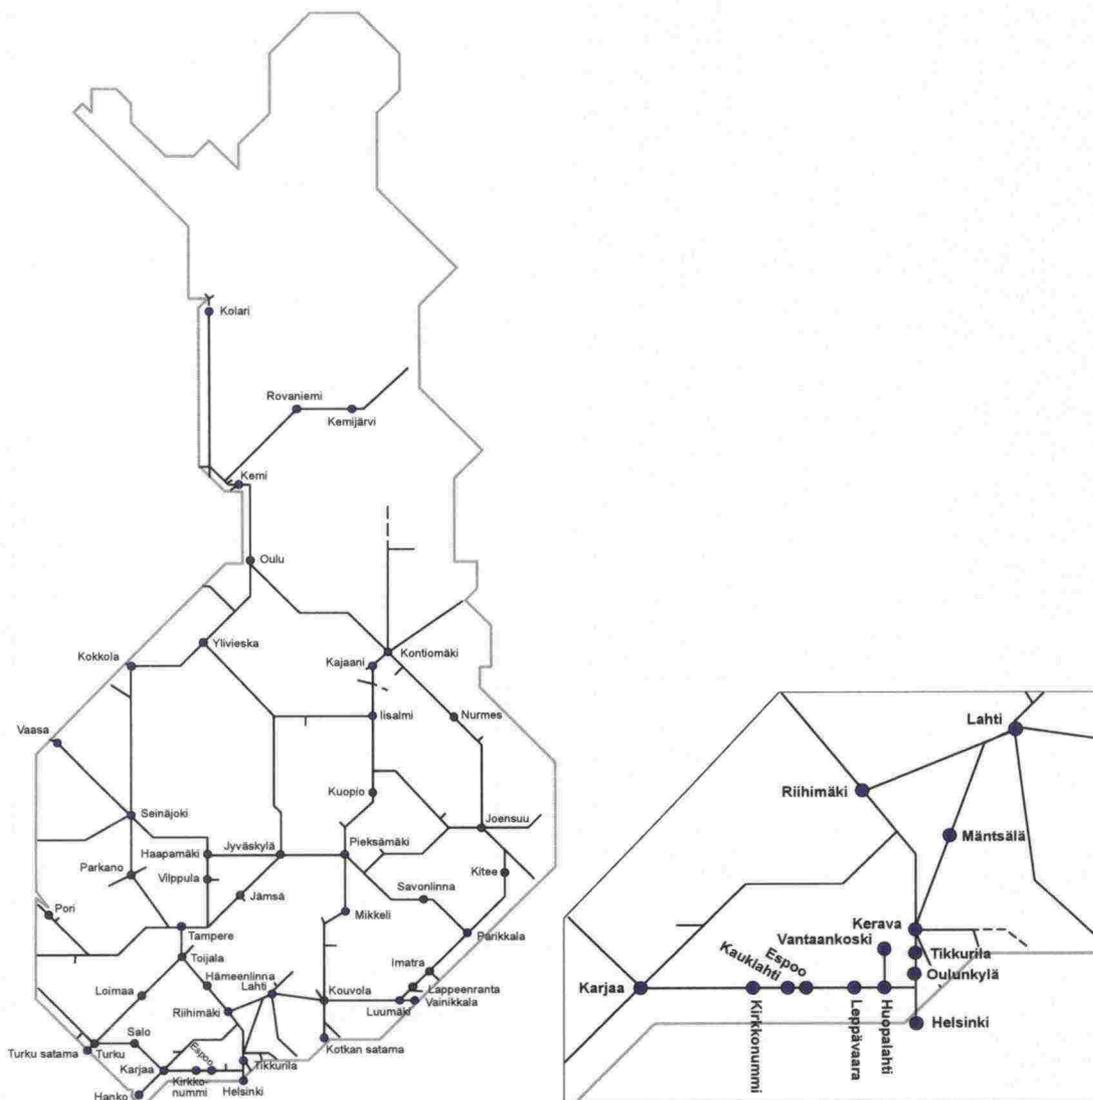 Kolari
Rovaniemi
Kemijärvi
Kemi
Oulu
Ylivieska
Kokkola
Kontiomäki
Kajaani
Iisalmi
Nurmes
Vaasa
Kuopio
Seinäjoki
Joensuu
Haapamäki
Jyväskylä
Pieksämäki
Parkano
Vilppula
Kitee
Jämsä
Savonlinna
Pori
Mikkeli
Tampere
Parikkala
Toijala
Imatra
Hämeenlinna
Lahti
Kouvola
Lappeenranta
Loimaa
Vainikkala
Riihimäki
Luumäki
Salo
Turku satama
Turku
Kotkan satama
Karjaa
Espoo
Tikkurila
Kirkko-
nummi
Helsinki
Hanko
Lahti
Riihimäki
Mäntsälä
Kerava
Vantaankoski
Tikkurila
Espoo
Kauklahti
Oulunkylä
Karjaa
Kirkkonummi
Leppävaara
Huopalahti
Helsinki